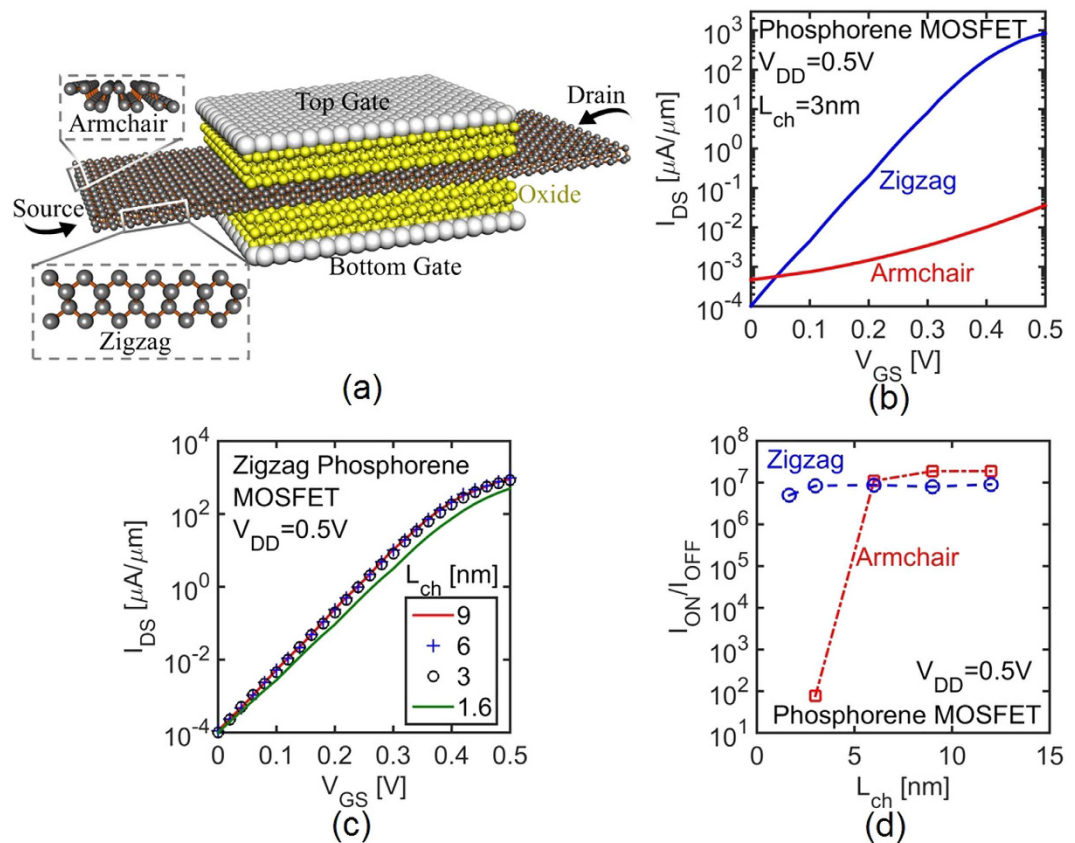 Top Gate
Drain
Armchair
Source
Oxide
Bottom Gate
Zigzag
(a)
Phosphorene MOSFET
V_DD=0.5V
L_ch=3nm
Zigzag
Armchair
I_DS [μA/μm]
10^3
10^2
10^1
10^0
10^-1
10^-2
10^-3
10^-4
0 0.1 0.2 0.3 0.4 0.5
V_GS [V]
(b)
Zigzag Phosphorene
MOSFET
V_DD=0.5V
L_ch [nm]
9
6
3
1.6
I_DS [μA/μm]
10^4
10^2
10^0
10^-2
10^-4
0 0.1 0.2 0.3 0.4 0.5
V_GS [V]
(c)
Zigzag
Armchair
V_DD=0.5V
Phosphorene MOSFET
I_ON/I_OFF
10^8
10^7
10^6
10^5
10^4
10^3
10^2
10^1
0 5 10 15
L_ch [nm]
(d)